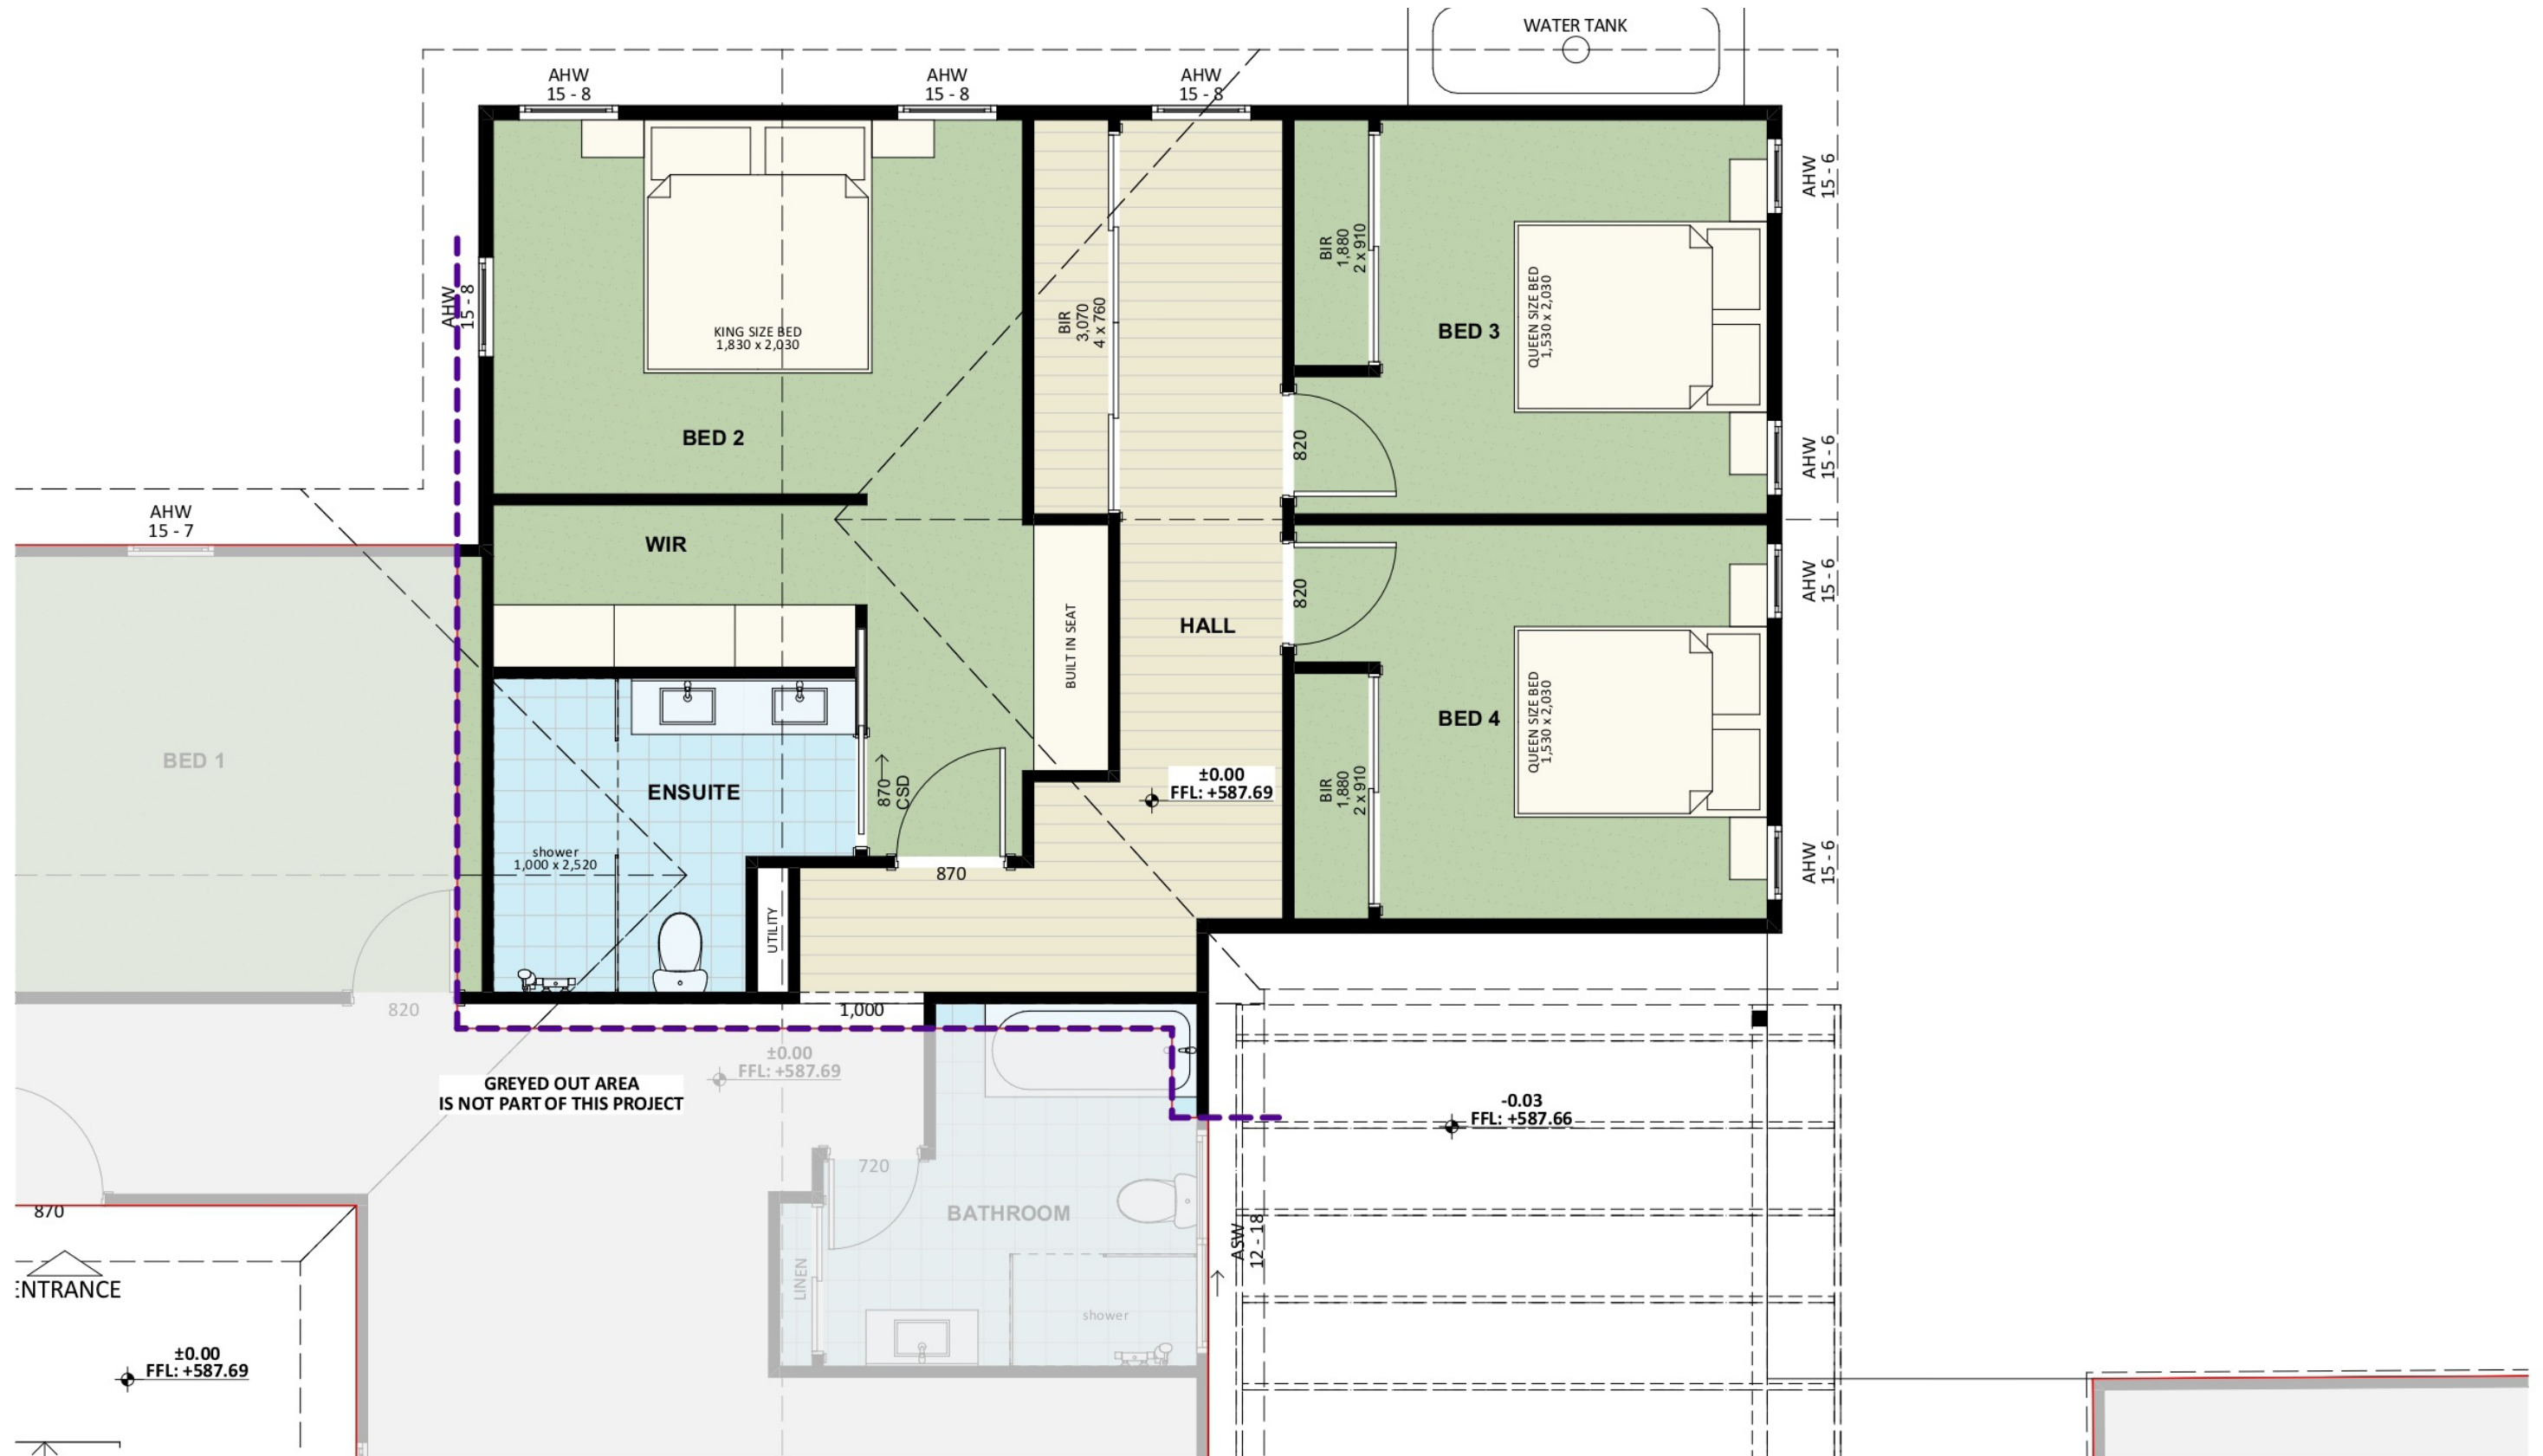 WATER TANK
AHW
15 - 8
AHW
15 - 8
AHW
15 - 8
AHW
15 - 6
AHW
15 - 8
BIR
1,880
2 x 910
BIR
3,070
4 x 760
KING SIZE BED
1,830 x 2,030
BED 3
QUEEN SIZE BED
1,530 x 2,030
BED 2
820
AHW
15 - 6
AHW
15 - 7
WIR
820
AHW
15 - 6
BUILT IN SEAT
HALL
BED 4
QUEEN SIZE BED
1,530 x 2,030
BED 1
ENSUITE
870
CSD
±0.00
FFL: +587.69
BIR
1,880
2 x 910
shower
1,000 x 2,520
870
AHW
15 - 6
UTILITY
820
1,000
±0.00
FFL: +587.69
GREYED OUT AREA
IS NOT PART OF THIS PROJECT
-0.03
FFL: +587.66
720
BATHROOM
870
ASW
12 - 18
LINEN
ENTRANCE
shower
±0.00
FFL: +587.69